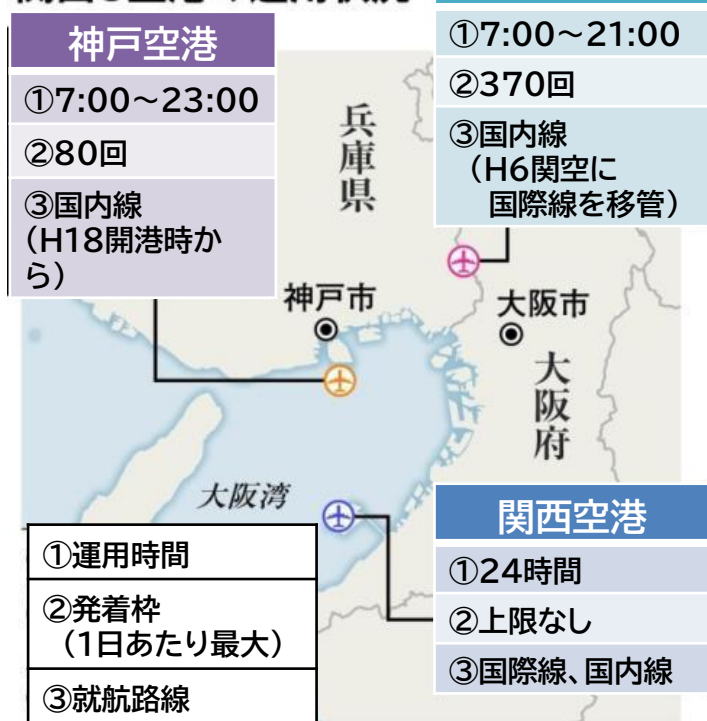 神戸空港
①7:00～23:00
②80回
③国内線
（H18開港時か
ら）
①7:00～21:00
②370回
③国内線
（H6関空に
国際線を移管）
兵庫県
神戸市
大阪市
大阪府
大阪湾
①運用時間
②発着枠
（1日あたり最大）
③就航路線
関西空港
①24時間
②上限なし
③国際線、国内線